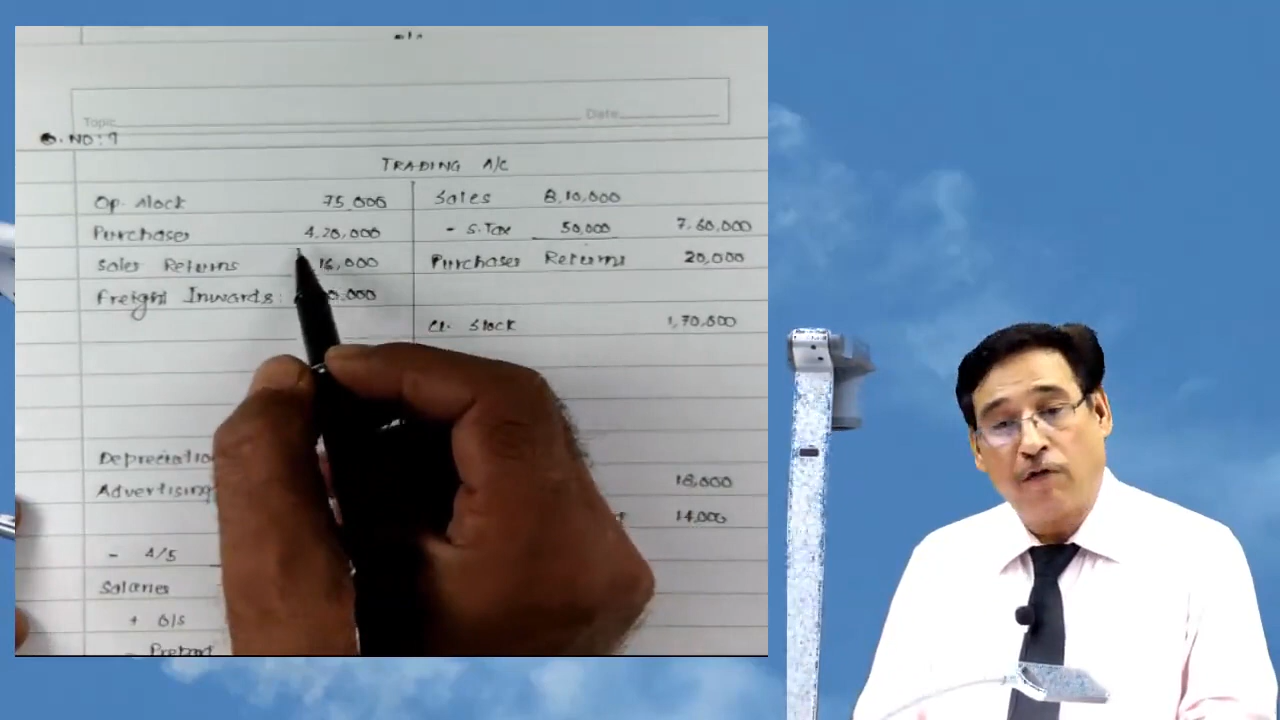 Topic Date
Q. NO: 7
TRADING A/C
Op. Stock 75,000 Sales 8,10,000
Purchases 4,20,000 - S.Tax 50,000 7,60,000
Sales Returns 16,000 Purchases Returns 20,000
Freight Inwards:
Cl. Stock 1,70,000
Depreciation
Advertising 18,000
14,000
- 4/5
Salaries
+ O/S
- Prepaid